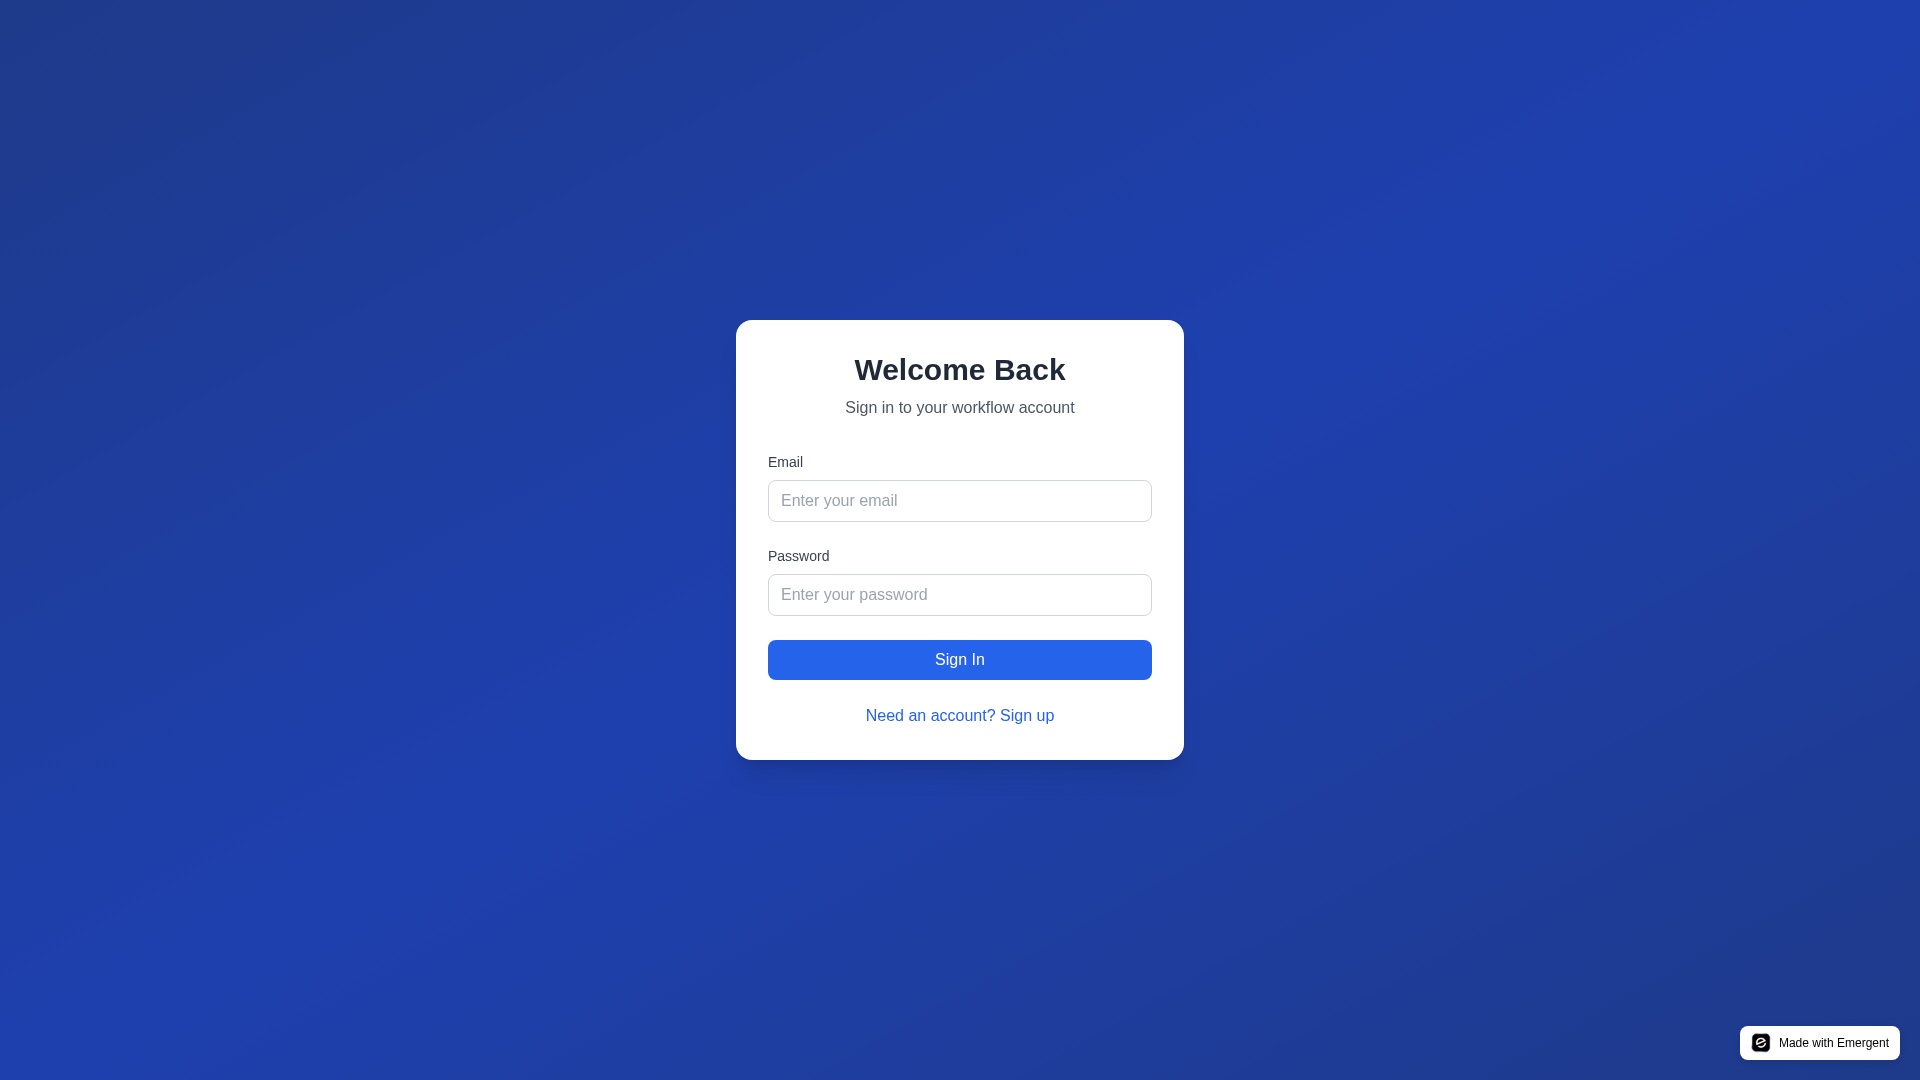 Welcome Back
Sign in to your workflow account
Email
Enter your email
Password
Enter your password
Sign In
Need an account? Sign up
Made with Emergent